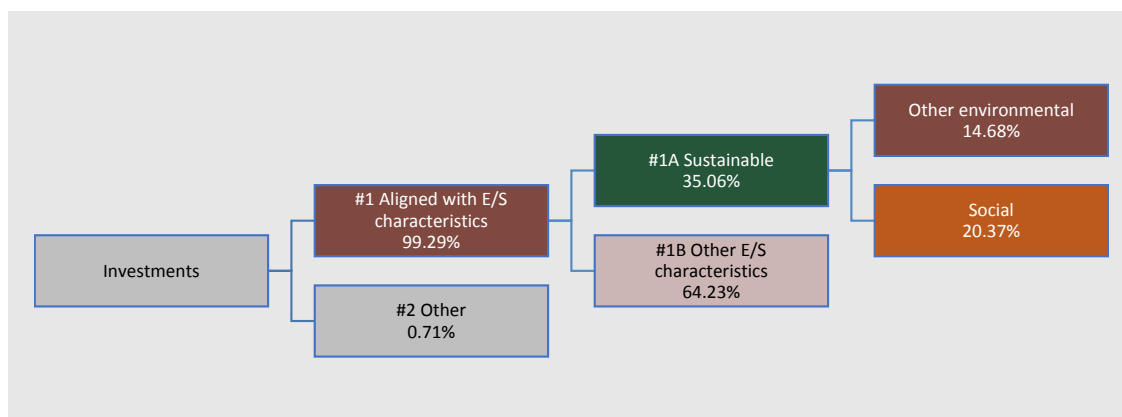 Investments
#1 Aligned with E/S
characteristics
99.29%
#2 Other
0.71%
#1A Sustainable
35.06%
#1B Other E/S
characteristics
64.23%
Other environmental
14.68%
Social
20.37%